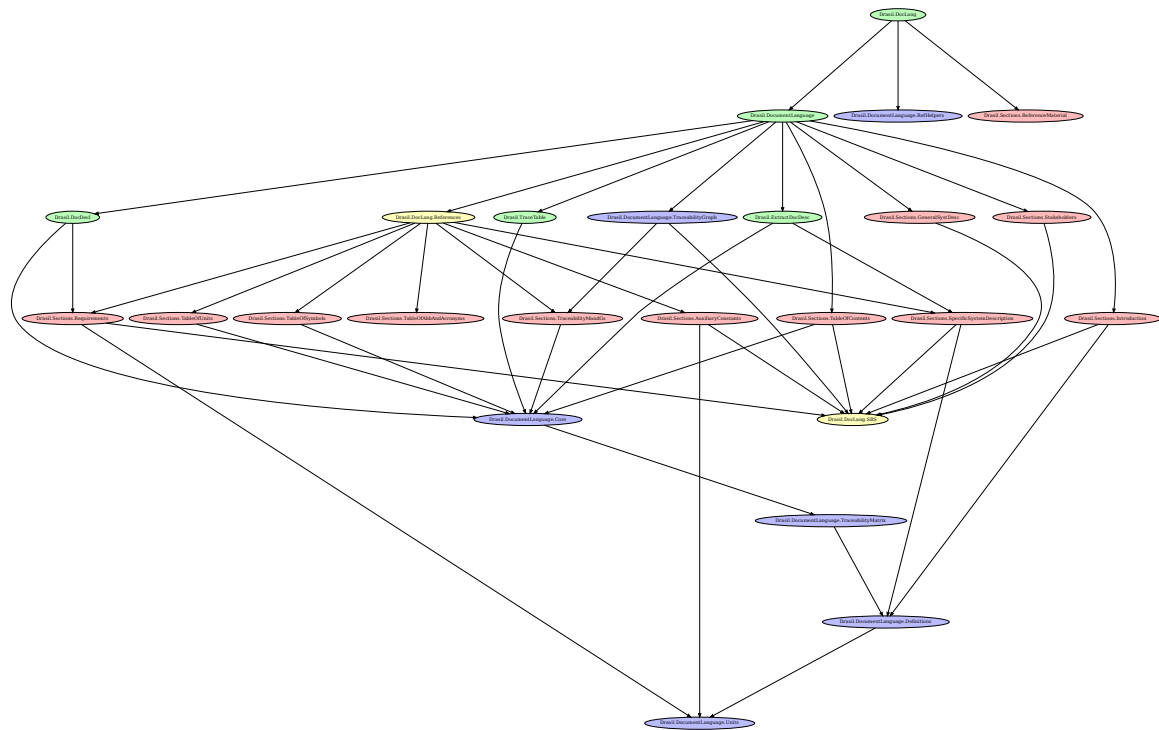 Drasil.DocLang
Drasil.DocumentLanguage
Drasil.DocumentLanguage.RefHelpers
Drasil.Sections.ReferenceMaterial
Drasil.DocDecl
Drasil.DocLang.References
Drasil.TraceTable
Drasil.DocumentLanguage.TraceabilityGraph
Drasil.ExtractDocDesc
Drasil.Sections.GeneralSystDesc
Drasil.Sections.Stakeholders
Drasil.Sections.Requirements
Drasil.Sections.TableOfUnits
Drasil.Sections.TableOfSymbols
Drasil.Sections.TableOfAbbAndAcronyms
Drasil.Sections.TraceabilityMandGs
Drasil.Sections.AuxiliaryConstants
Drasil.Sections.TableOfContents
Drasil.Sections.SpecificSystemDescription
Drasil.Sections.Introduction
Drasil.DocumentLanguage.Core
Drasil.DocLang.SRS
Drasil.DocumentLanguage.TraceabilityMatrix
Drasil.DocumentLanguage.Definitions
Drasil.DocumentLanguage.Units